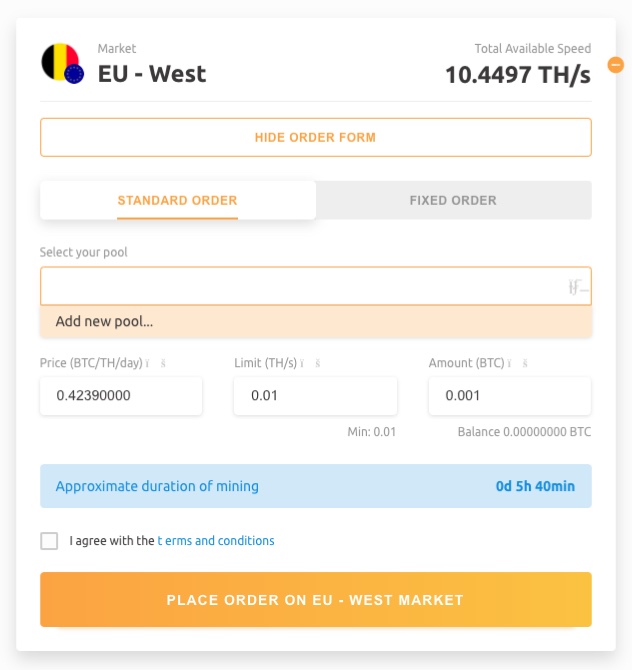 Market
EU - West
Total Available Speed
10.4497 TH/s
HIDE ORDER FORM
STANDARD ORDER
FIXED ORDER
Select your pool
Add new pool...
Price (BTC/TH/day)
Limit (TH/s)
Amount (BTC)
0.42390000
0.01
0.001
Min: 0.01
Balance 0.00000000 BTC
Approximate duration of mining
0d 5h 40min
I agree with the t erms and conditions
PLACE ORDER ON EU - WEST MARKET